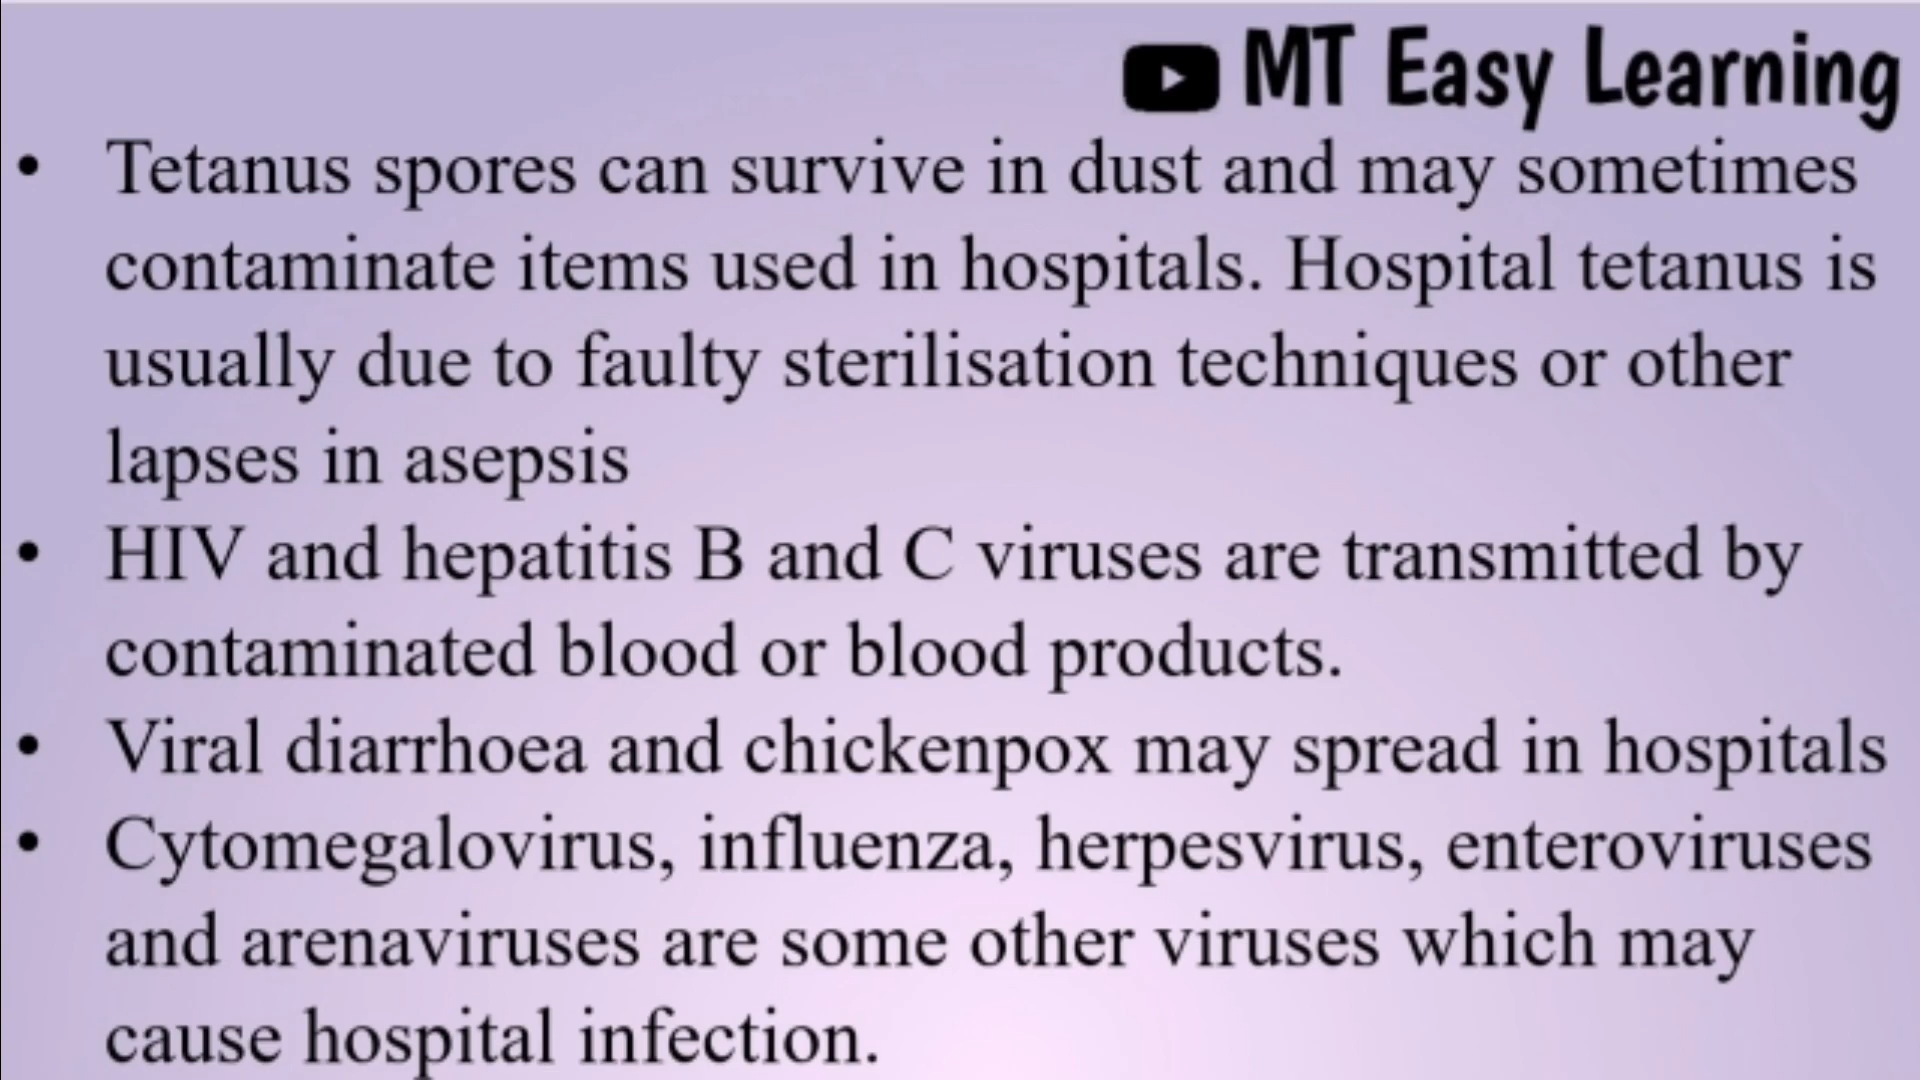 MT Easy Learning
• Tetanus spores can survive in dust and may sometimes
contaminate items used in hospitals. Hospital tetanus is
usually due to faulty sterilisation techniques or other
lapses in asepsis
• HIV and hepatitis B and C viruses are transmitted by
contaminated blood or blood products.
• Viral diarrhoea and chickenpox may spread in hospitals
• Cytomegalovirus, influenza, herpesvirus, enteroviruses
and arenaviruses are some other viruses which may
cause hospital infection.